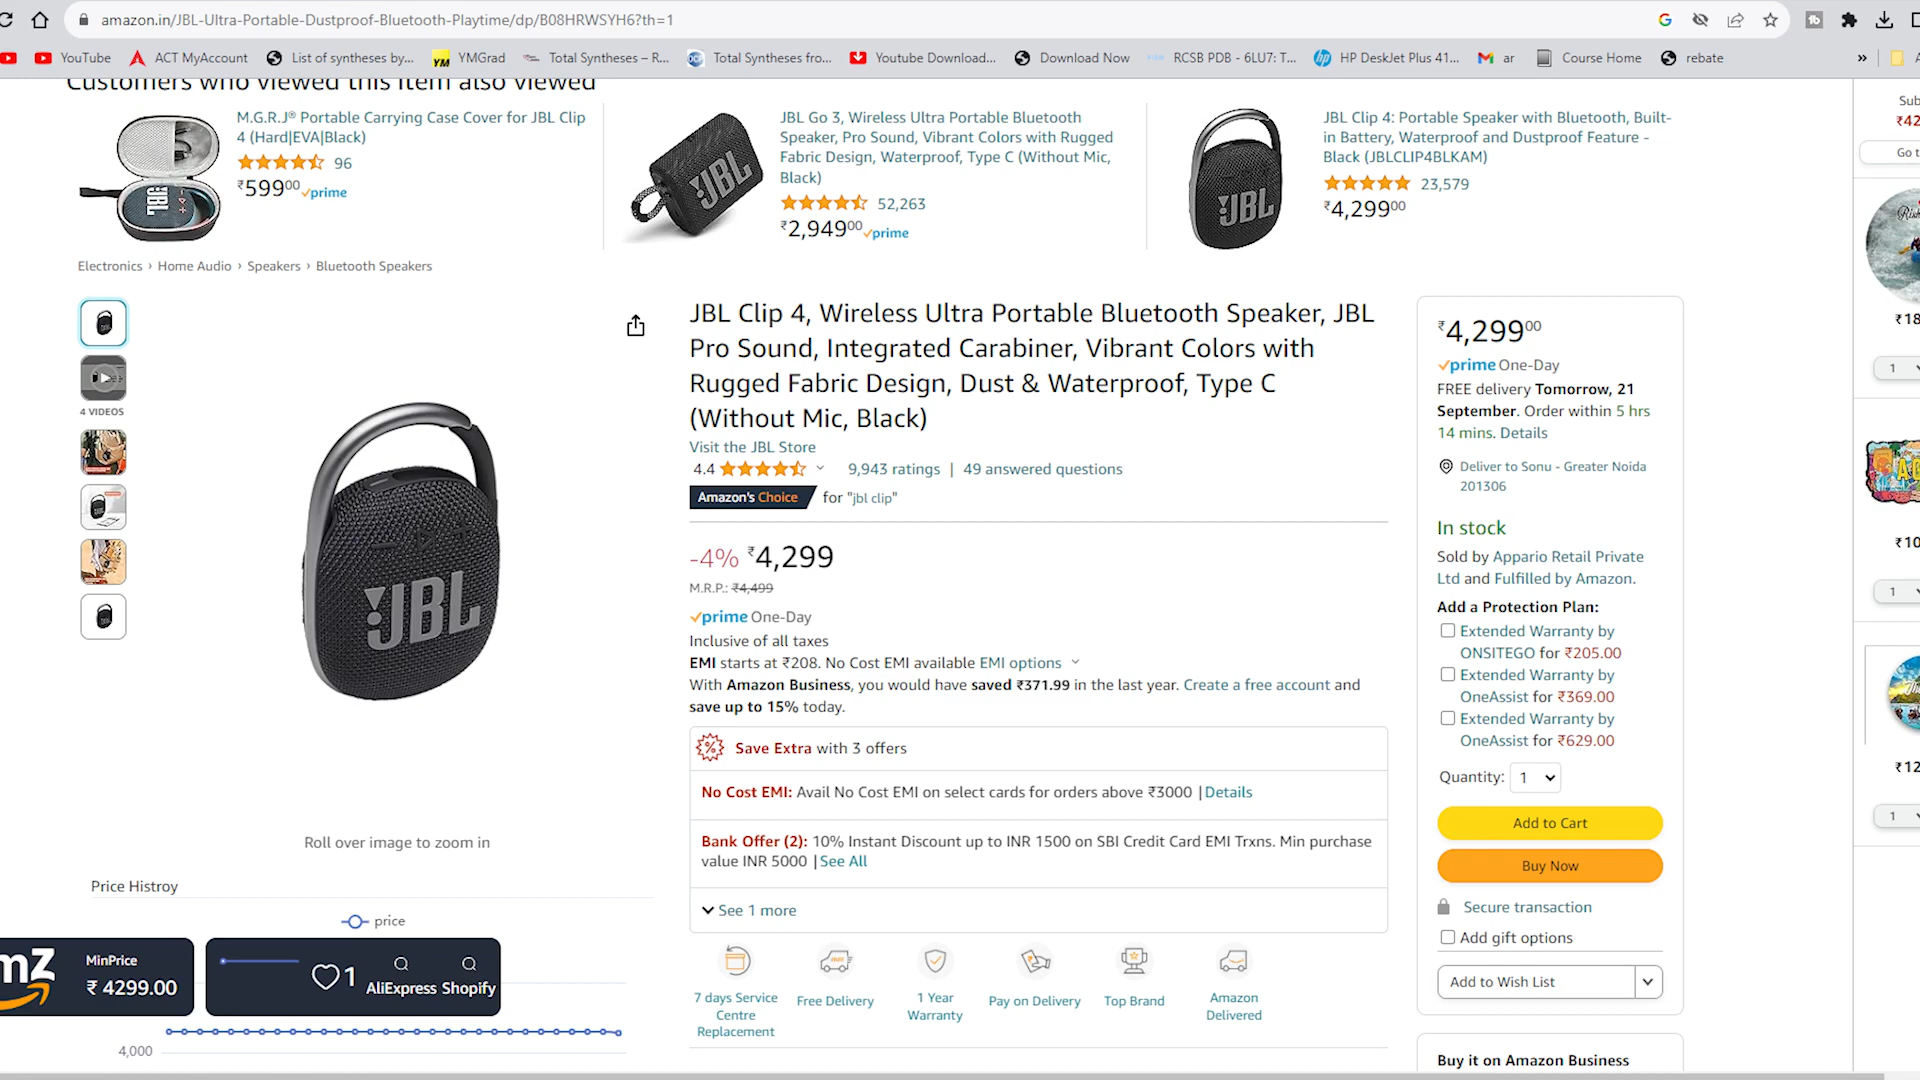 amazon.in/JBL-Ultra-Portable-Dustproof-Bluetooth-Playtime/dp/B08HRWSYH6?th=1
YouTube
ACT MyAccount
List of syntheses by...
YMGrad
Total Syntheses – R...
Total Syntheses fro...
Youtube Download...
Download Now
RCSB PDB - 6LU7: T...
HP DeskJet Plus 41...
ar
Course Home
rebate
»
Customers who viewed this item also viewed
M.G.R.J® Portable Carrying Case Cover for JBL Clip
4 (Hard|EVA|Black)
96
₹599⁰⁰ prime
JBL Go 3, Wireless Ultra Portable Bluetooth
Speaker, Pro Sound, Vibrant Colors with Rugged
Fabric Design, Waterproof, Type C (Without Mic,
Black)
52,263
₹2,949⁰⁰ prime
JBL Clip 4: Portable Speaker with Bluetooth, Built-
in Battery, Waterproof and Dustproof Feature -
Black (JBLCLIP4BLKAM)
23,579
₹4,299⁰⁰
JBL
JBL
JBL
Electronics › Home Audio › Speakers › Bluetooth Speakers
4 VIDEOS
JBL
Roll over image to zoom in
Price Histroy
price
MinPrice
₹ 4299.00
1
AliExpress
Shopify
4,000
JBL Clip 4, Wireless Ultra Portable Bluetooth Speaker, JBL
Pro Sound, Integrated Carabiner, Vibrant Colors with
Rugged Fabric Design, Dust & Waterproof, Type C
(Without Mic, Black)
Visit the JBL Store
4.4 9,943 ratings | 49 answered questions
Amazon's Choice for "jbl clip"
-4% ₹4,299
M.R.P.: ₹4,499
prime One-Day
Inclusive of all taxes
EMI starts at ₹208. No Cost EMI available EMI options
With Amazon Business, you would have saved ₹371.99 in the last year. Create a free account and
save up to 15% today.
Save Extra with 3 offers
No Cost EMI: Avail No Cost EMI on select cards for orders above ₹3000 |Details
Bank Offer (2): 10% Instant Discount up to INR 1500 on SBI Credit Card EMI Trxns. Min purchase
value INR 5000 |See All
See 1 more
7 days Service
Centre
Replacement
Free Delivery
1 Year
Warranty
Pay on Delivery
Top Brand
Amazon
Delivered
₹4,299⁰⁰
prime One-Day
FREE delivery Tomorrow, 21
September. Order within 5 hrs
14 mins. Details
Deliver to Sonu - Greater Noida
201306
In stock
Sold by Appario Retail Private
Ltd and Fulfilled by Amazon.
Add a Protection Plan:
Extended Warranty by
ONSITEGO for ₹205.00
Extended Warranty by
OneAssist for ₹369.00
Extended Warranty by
OneAssist for ₹629.00
Quantity: 1
Add to Cart
Buy Now
Secure transaction
Add gift options
Add to Wish List
Buy it on Amazon Business
Sub
₹42
Go t
₹18
1
₹10
1
₹12
1